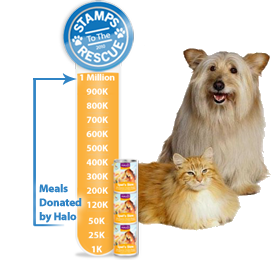 STAMPS
To The
2012
RESCUE
1 Million
900K
800K
700K
600K
500K
400K
300K
200K
120K
50K
25K
1K
Meals
Donated
by Halo